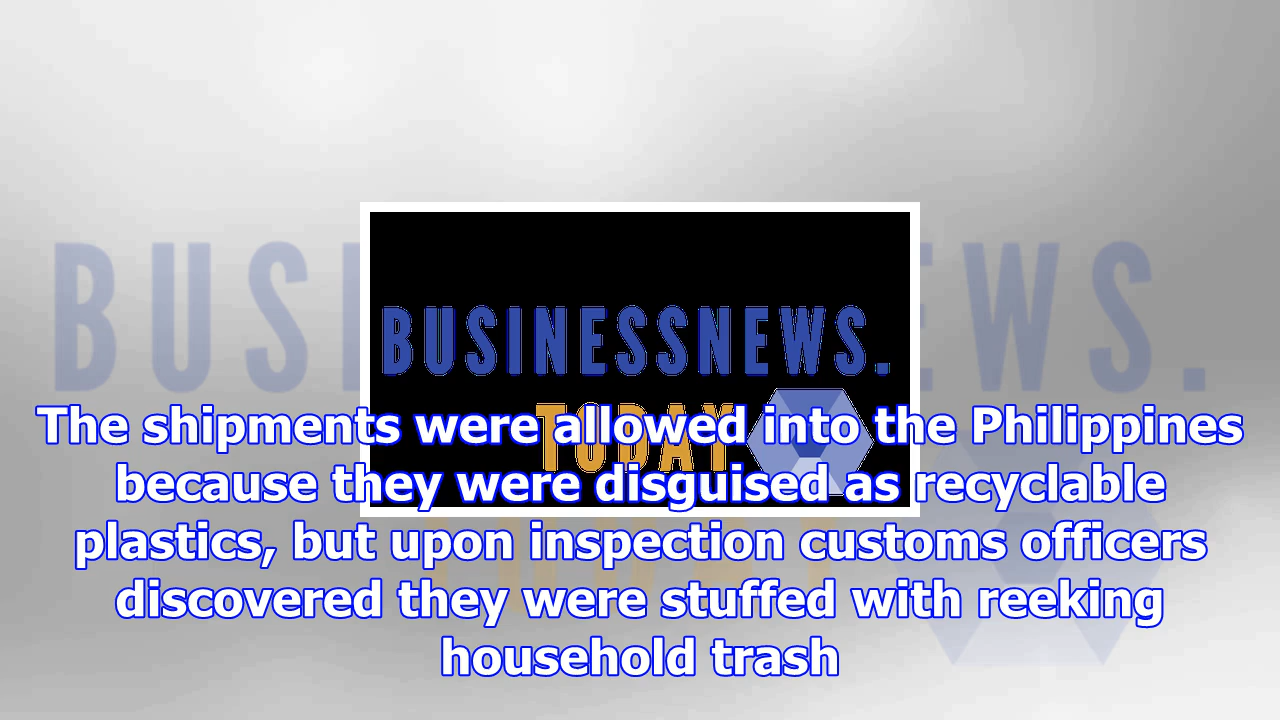 BUSINESSNEWS.
TODAY
The shipments were allowed into the Philippines
because they were disguised as recyclable
plastics, but upon inspection customs officers
discovered they were stuffed with reeking
household trash